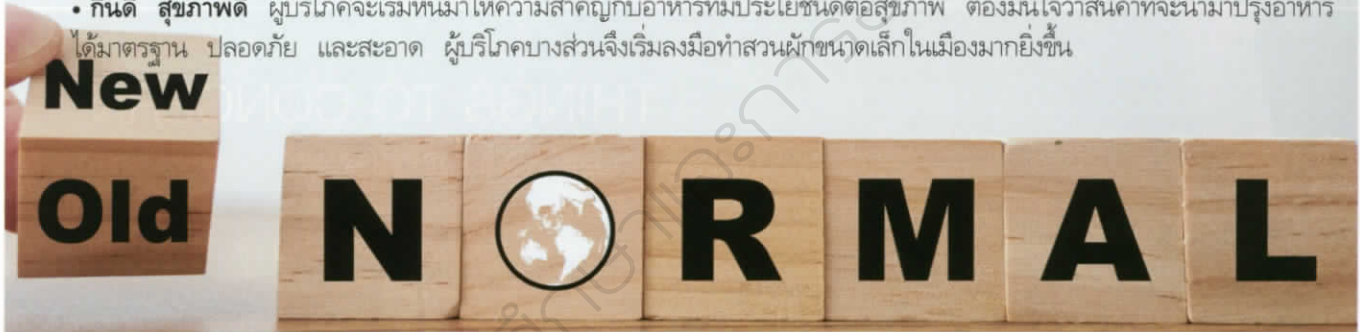 • กินดี สุขภาพดี ผู้บริโภคจะเริ่มหันมาให้ความสำคัญกับอาหารที่มีประโยชน์ดีต่อสุขภาพ ต้องมั่นใจว่าสินค้าที่จะนำมาปรุงอาหาร
ได้มาตรฐาน ปลอดภัย และสะอาด ผู้บริโภคบางส่วนจึงเริ่มลงมือทำสวนผักขนาดเล็กในเมืองมากยิ่งขึ้น
New
Old
N RMAL